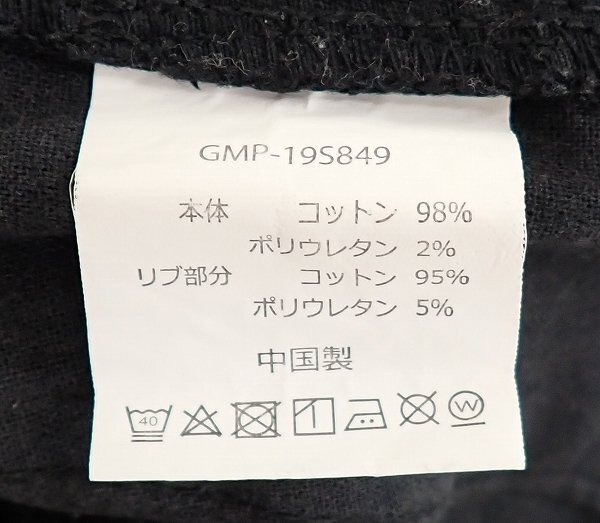 GMP-19S849
本体 コットン 98%
ポリウレタン 2%
リブ部分 コットン 95%
ポリウレタン 5%
中国製
40 W